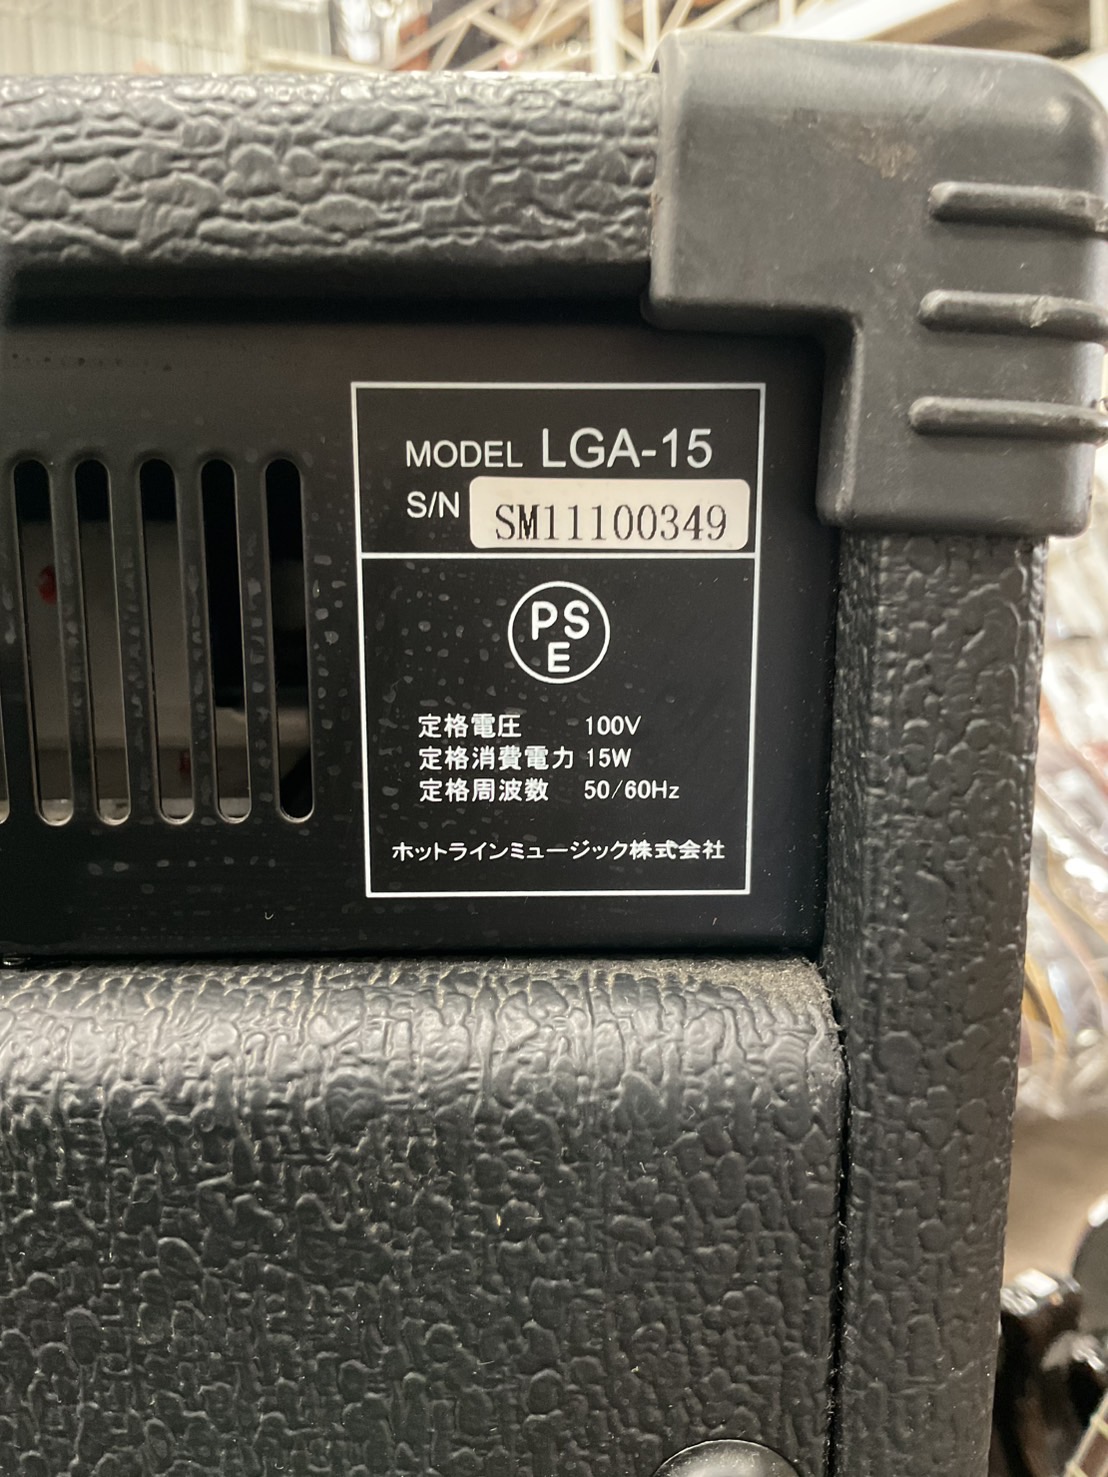 MODEL LGA-15
S/N SM11100349
PS
E
定格電圧 100V
定格消費電力 15W
定格周波数 50/60Hz
ホットラインミュージック株式会社